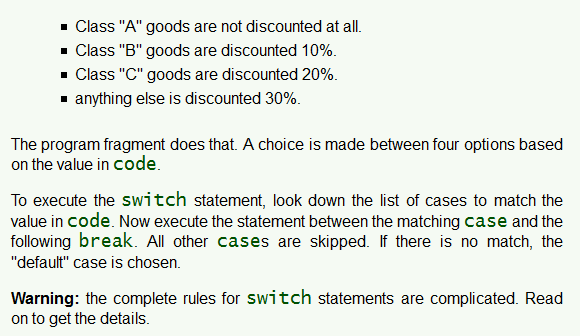 ▪ Class "A" goods are not discounted at all.
▪ Class "B" goods are discounted 10%.
▪ Class "C" goods are discounted 20%.
▪ anything else is discounted 30%.
The program fragment does that. A choice is made between four options based
on the value in code.
To execute the switch statement, look down the list of cases to match the
value in code. Now execute the statement between the matching case and the
following break. All other cases are skipped. If there is no match, the
"default" case is chosen.
Warning: the complete rules for switch statements are complicated. Read
on to get the details.